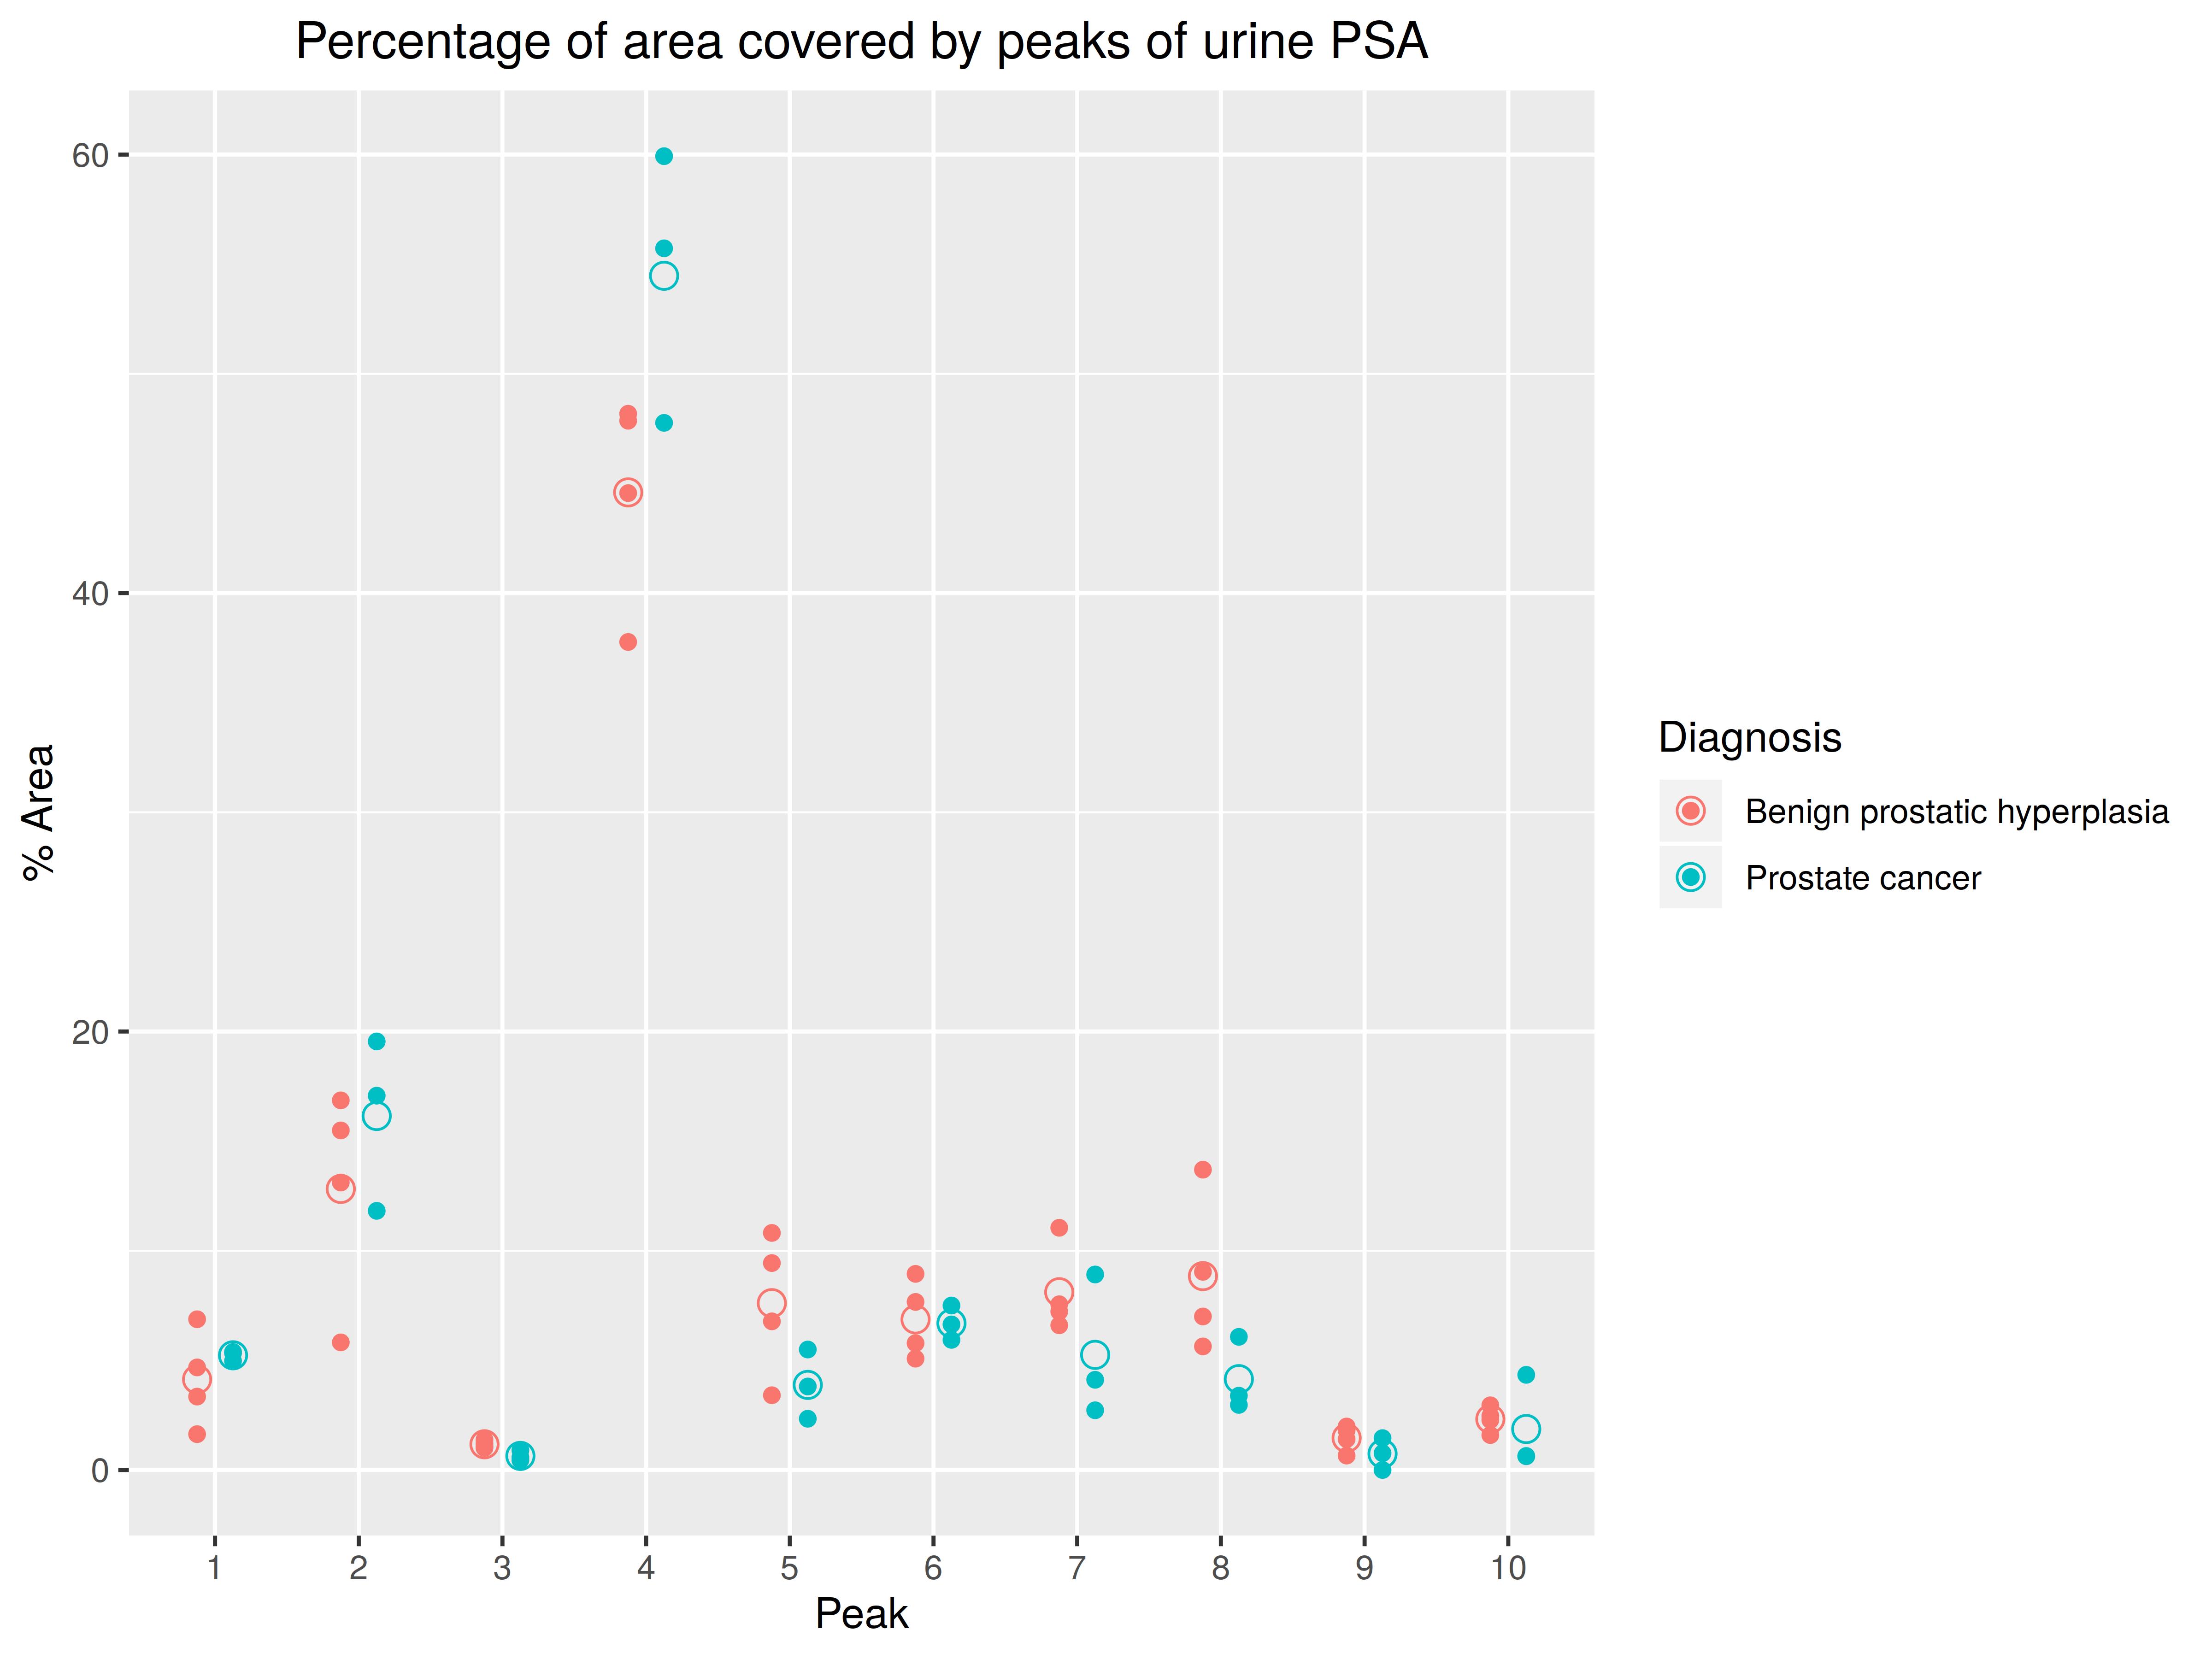 Percentage of area covered by peaks of urine PSA
60
40
20
0
% Area
1 2 3 4 5 6 7 8 9 10
Peak
Diagnosis
Benign prostatic hyperplasia
Prostate cancer